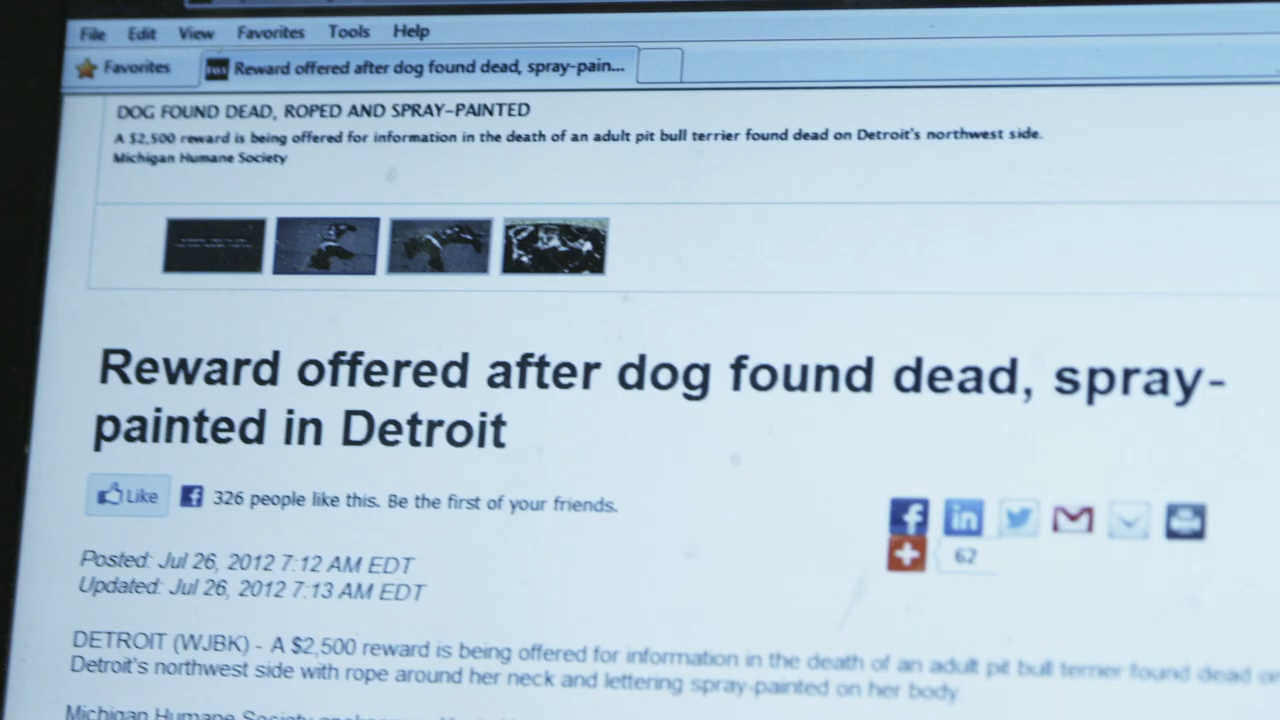 File Edit View Favorites Tools Help
Favorites Reward offered after dog found dead, spray-pain...
DOG FOUND DEAD, ROPED AND SPRAY-PAINTED
A $2,500 reward is being offered for information in the death of an adult pit bull terrier found dead on Detroit's northwest side.
Michigan Humane Society
Reward offered after dog found dead, spray-
painted in Detroit
Like 326 people like this. Be the first of your friends.
62
Posted: Jul 26, 2012 7:12 AM EDT
Updated: Jul 26, 2012 7:13 AM EDT
DETROIT (WJBK) - A $2,500 reward is being offered for information in the death of an adult pit bull terrier found dead on
Detroit's northwest side with rope around her neck and lettering spray-painted on her body
Michigan Humane Society